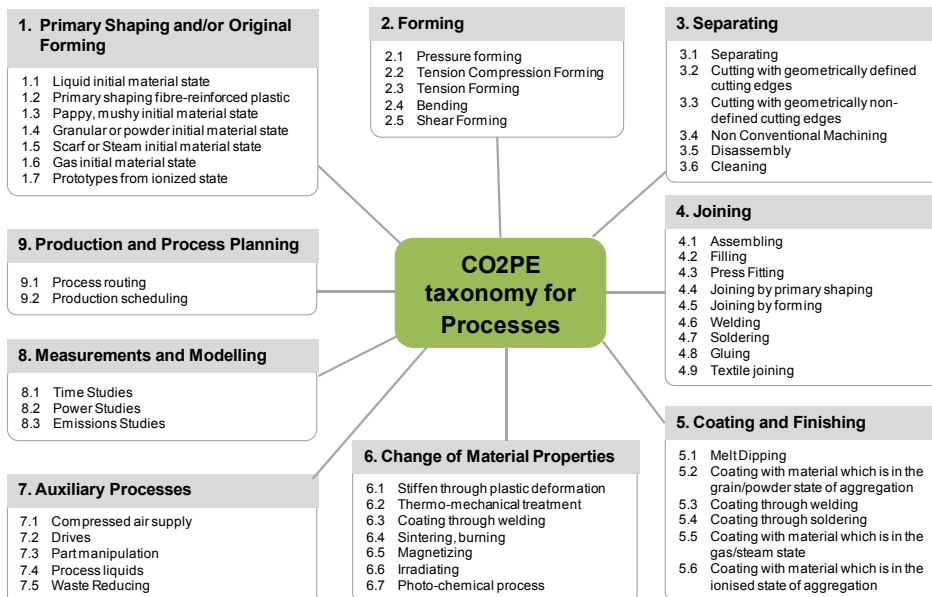 1. Primary Shaping and/or Original
Forming
1.1 Liquid initial material state
1.2 Primary shaping fibre-reinforced plastic
1.3 Pappy, mushy initial material state
1.4 Granular or powder initial material state
1.5 Scarf or Steam initial material state
1.6 Gas initial material state
1.7 Prototypes from ionized state
2. Forming
2.1 Pressure forming
2.2 Tension Compression Forming
2.3 Tension Forming
2.4 Bending
2.5 Shear Forming
3. Separating
3.1 Separating
3.2 Cutting with geometrically defined
cutting edges
3.3 Cutting with geometrically non-
defined cutting edges
3.4 Non Conventional Machining
3.5 Disassembly
3.6 Cleaning
CO2PE
taxonomy for
Processes
4. Joining
4.1 Assembling
4.2 Filling
4.3 Press Fitting
4.4 Joining by primary shaping
4.5 Joining by forming
4.6 Welding
4.7 Soldering
4.8 Gluing
4.9 Textile joining
5. Coating and Finishing
5.1 Melt Dipping
5.2 Coating with material which is in the
grain/powder state of aggregation
5.3 Coating through welding
5.4 Coating through soldering
5.5 Coating with material which is in the
gas/steam state
5.6 Coating with material which is in the
ionised state of aggregation
6. Change of Material Properties
6.1 Stiffen through plastic deformation
6.2 Thermo-mechanical treatment
6.3 Coating through welding
6.4 Sintering, burning
6.5 Magnetizing
6.6 Irradiating
6.7 Photo-chemical process
7. Auxiliary Processes
7.1 Compressed air supply
7.2 Drives
7.3 Part manipulation
7.4 Process liquids
7.5 Waste Reducing
8. Measurements and Modelling
8.1 Time Studies
8.2 Power Studies
8.3 Emissions Studies
9. Production and Process Planning
9.1 Process routing
9.2 Production scheduling